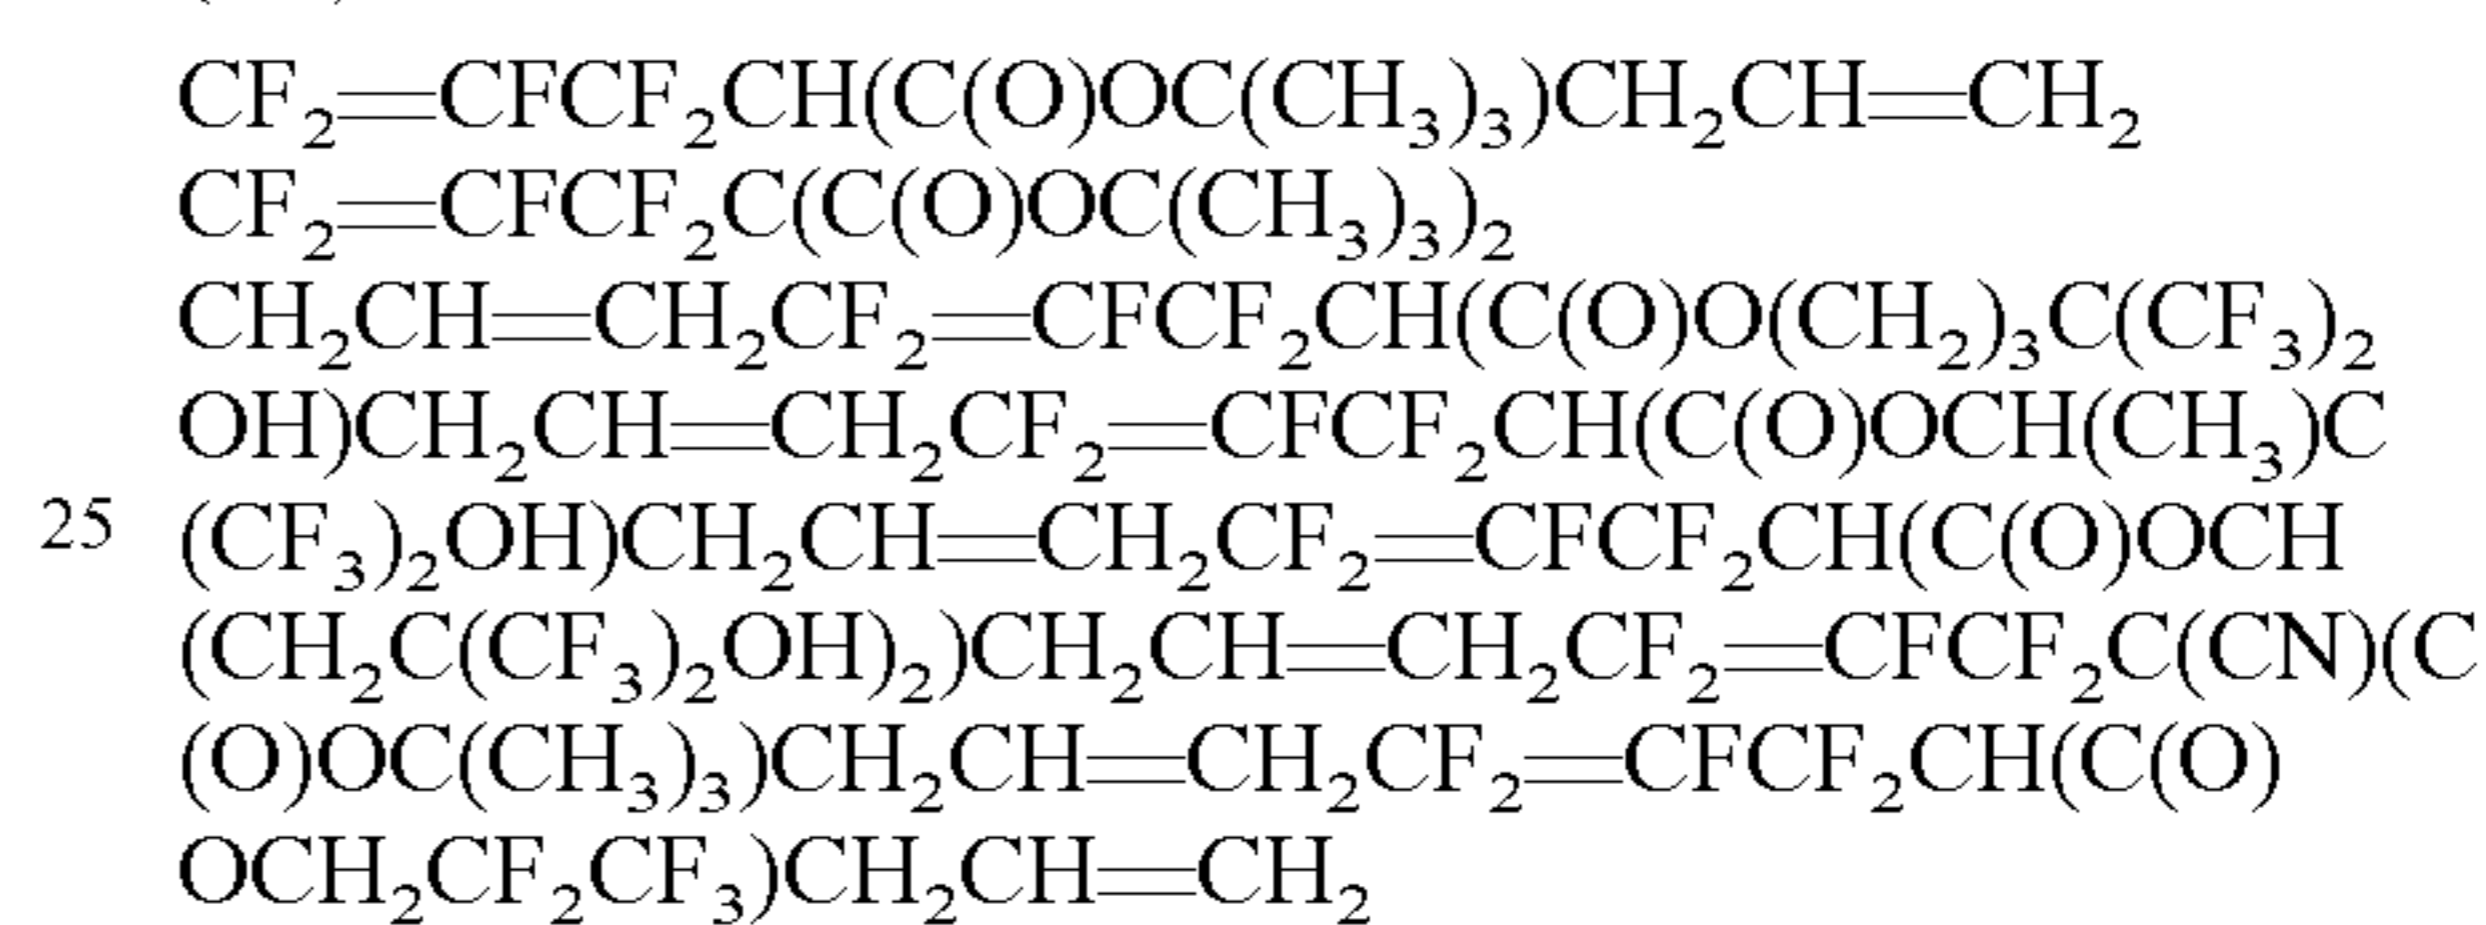 CF₂═CFCF₂CH(C(O)OC(CH₃)₃)CH₂CH═CH₂
CF₂═CFCF₂C(C(O)OC(CH₃)₃)₂
CH₂CH═CH₂CF₂═CFCF₂CH(C(O)O(CH₂)₃C(CF₃)₂
OH)CH₂CH═CH₂CF₂═CFCF₂CH(C(O)OCH(CH₃)C
25 (CF₃)₂OH)CH₂CH═CH₂CF₂═CFCF₂CH(C(O)OCH
(CH₂C(CF₃)₂OH)₂)CH₂CH═CH₂CF₂═CFCF₂C(CN)(C
(O)OC(CH₃)₃)CH₂CH═CH₂CF₂═CFCF₂CH(C(O)
OCH₂CF₂CF₃)CH₂CH═CH₂